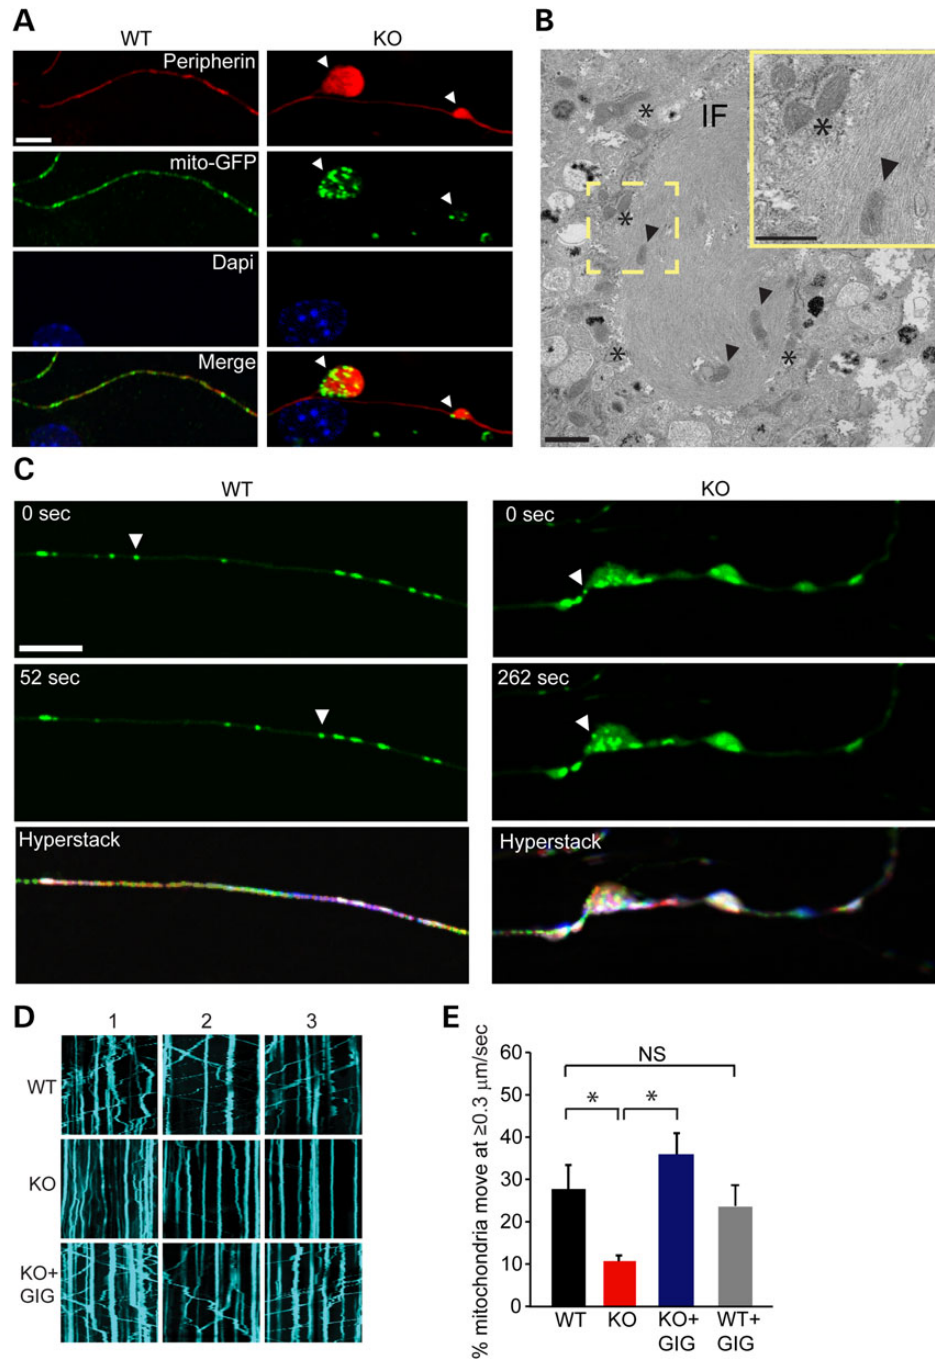 A
WT KO
Peripherin
mito-GFP
Dapi
Merge
B
IF
*
*
*
*
*
C
WT KO
0 sec 0 sec
52 sec 262 sec
Hyperstack Hyperstack
D
1 2 3
WT
KO
KO+
GIG
E
% mitochondria move at ≥0.3 μm/sec
60
50
40
30
20
10
0
NS
* *
WT KO KO+ WT+
GIG GIG